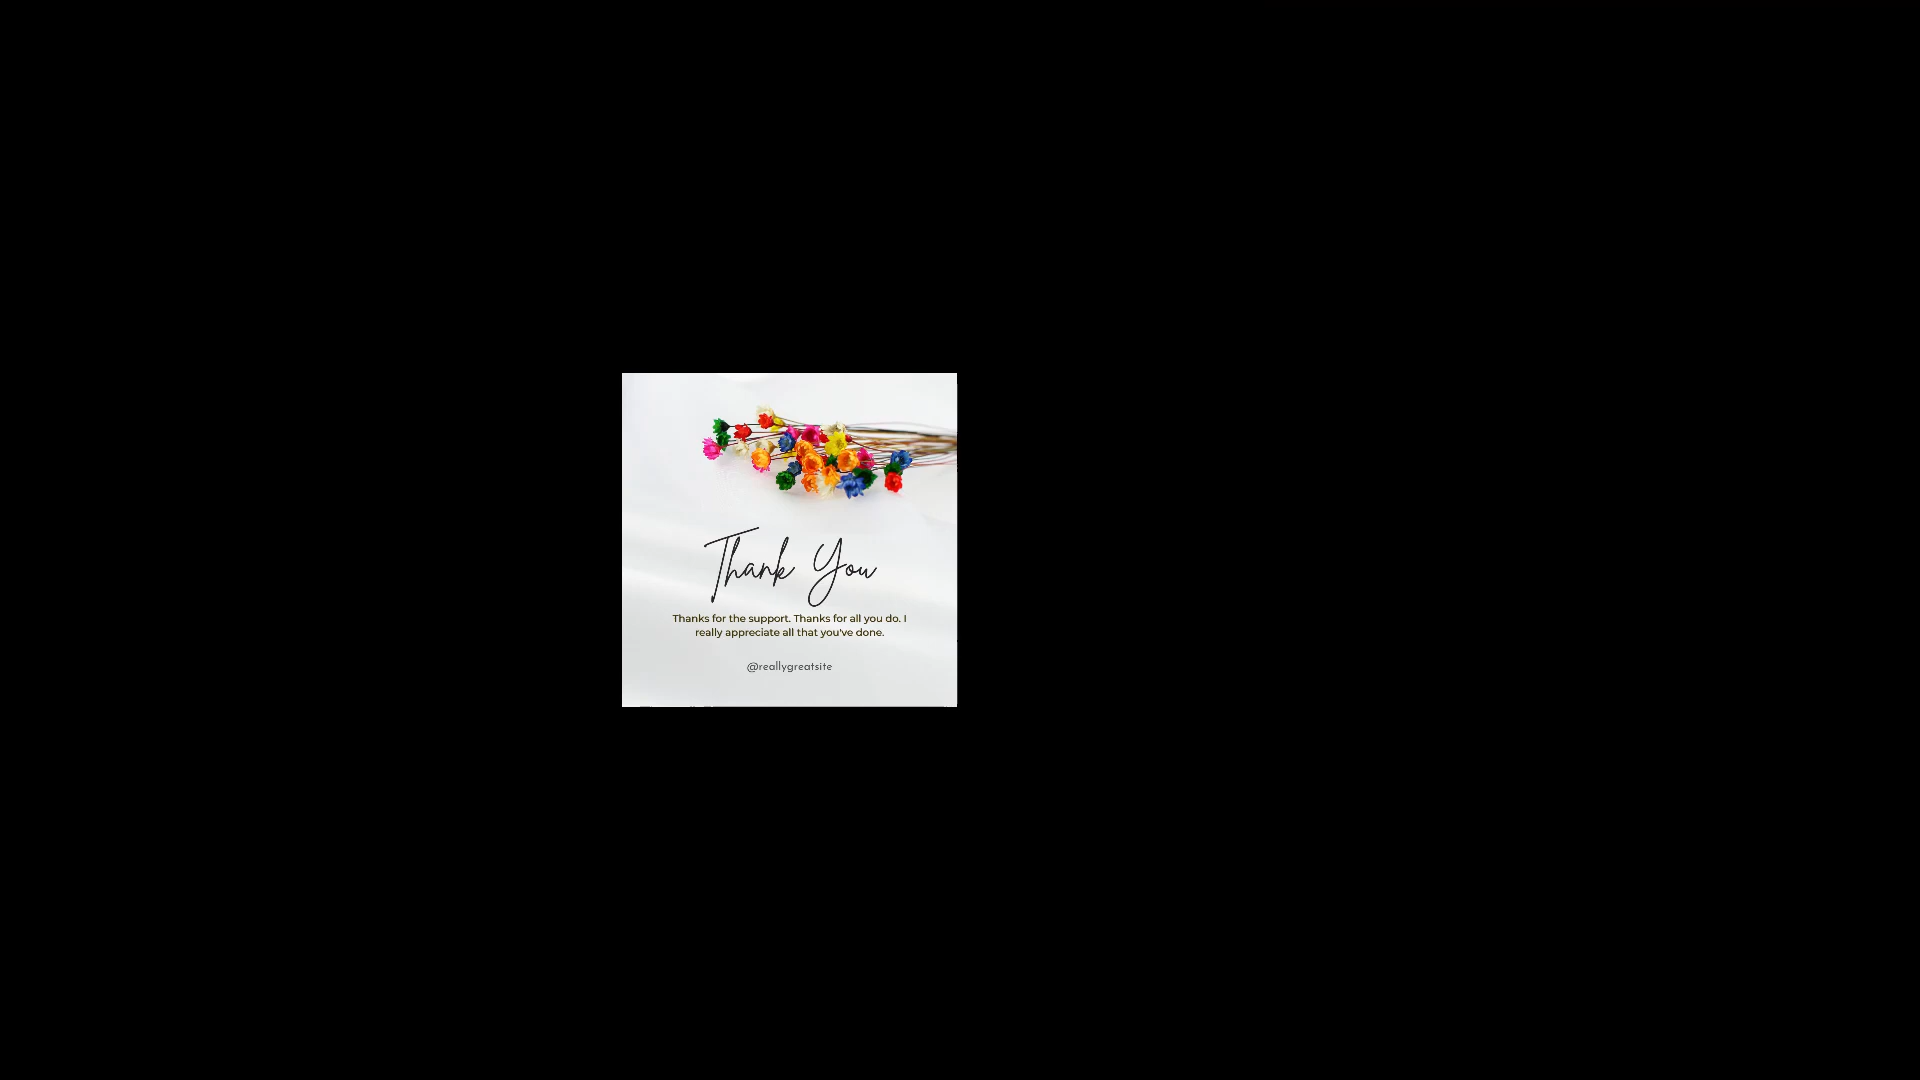 Thank You
Thanks for the support. Thanks for all you do. I
really appreciate all that you've done.
@reallygreatsite